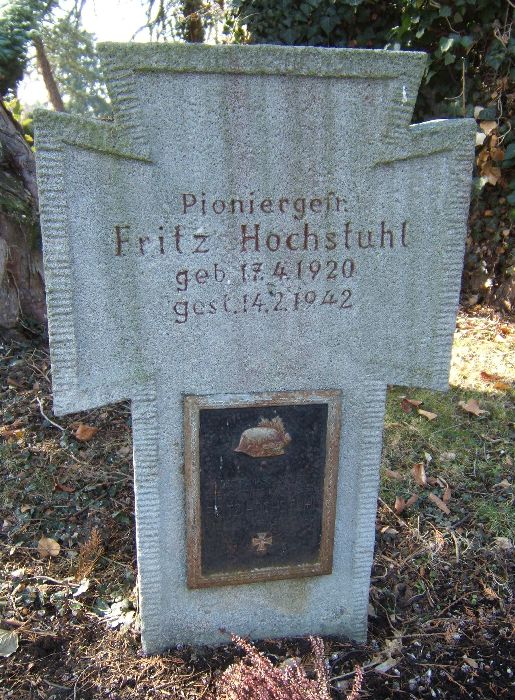 Pioniergefr.
Fritz Hochstuhl
geb. 17.4.1920
gest. 14.2.1942